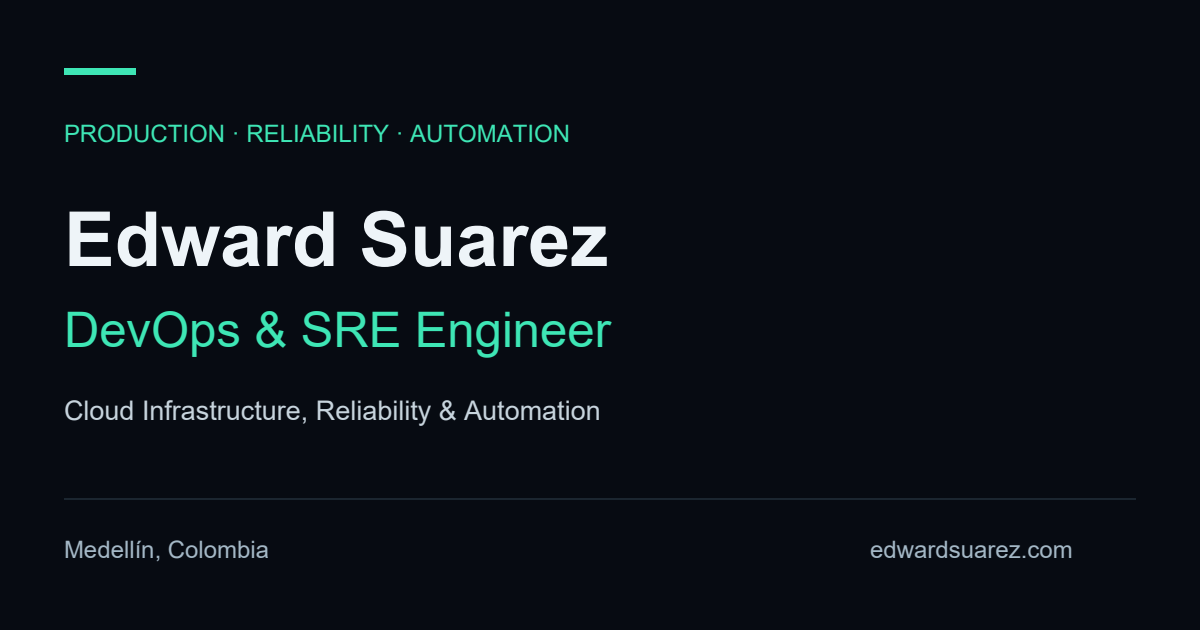 PRODUCTION · RELIABILITY · AUTOMATION
Edward Suarez
DevOps & SRE Engineer
Cloud Infrastructure, Reliability & Automation
Medellín, Colombia
edwardsuarez.com